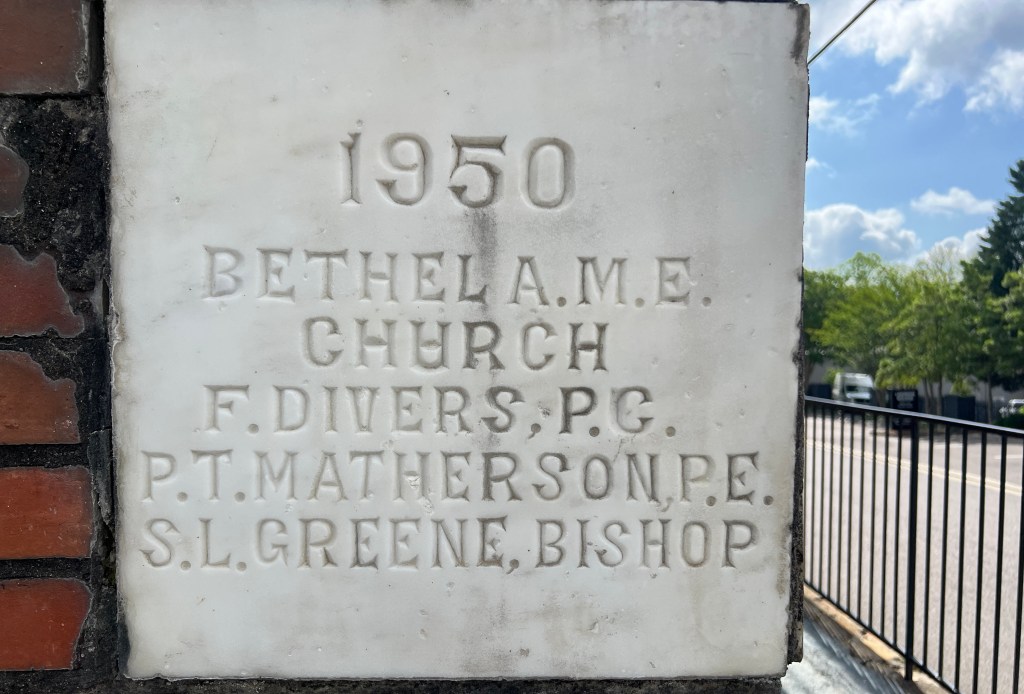 1950
BETHEL A.M.E.
CHURCH
F. DIVERS, P.C.
P.T. MATHERSON, P.E.
S.L. GREENE, BISHOP